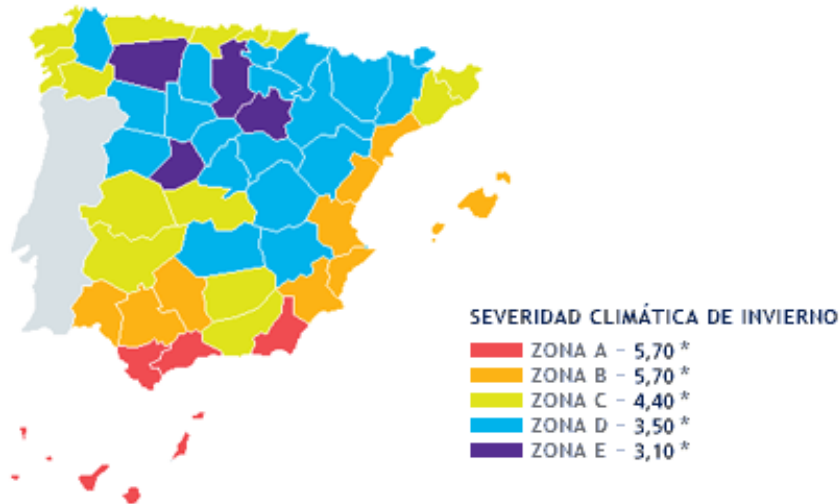 SEVERIDAD CLIMÁTICA DE INVIERNO
ZONA A - 5,70 *
ZONA B - 5,70 *
ZONA C - 4,40 *
ZONA D - 3,50 *
ZONA E - 3,10 *